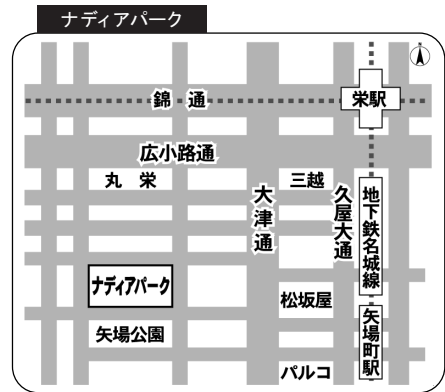 ナディアパーク
錦通
栄駅
広小路通
丸栄
三越
大津通
久屋大通
地下鉄名城線
ナディアパーク
松坂屋
矢場公園
矢場町駅
パルコ